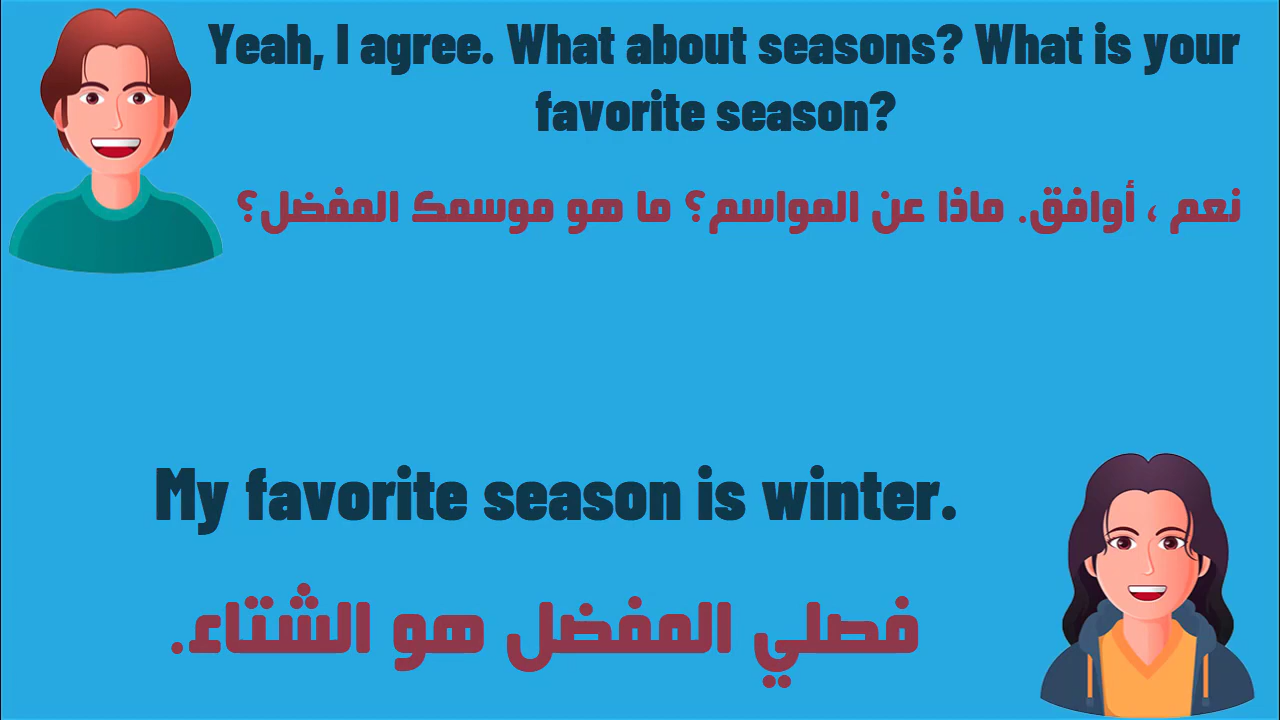 Yeah, I agree. What about seasons? What is your
favorite season?
نعم ، أوافق. ماذا عن المواسم؟ ما هو موسمك المفضل؟
My favorite season is winter.
فصلي المفضل هو الشتاء.